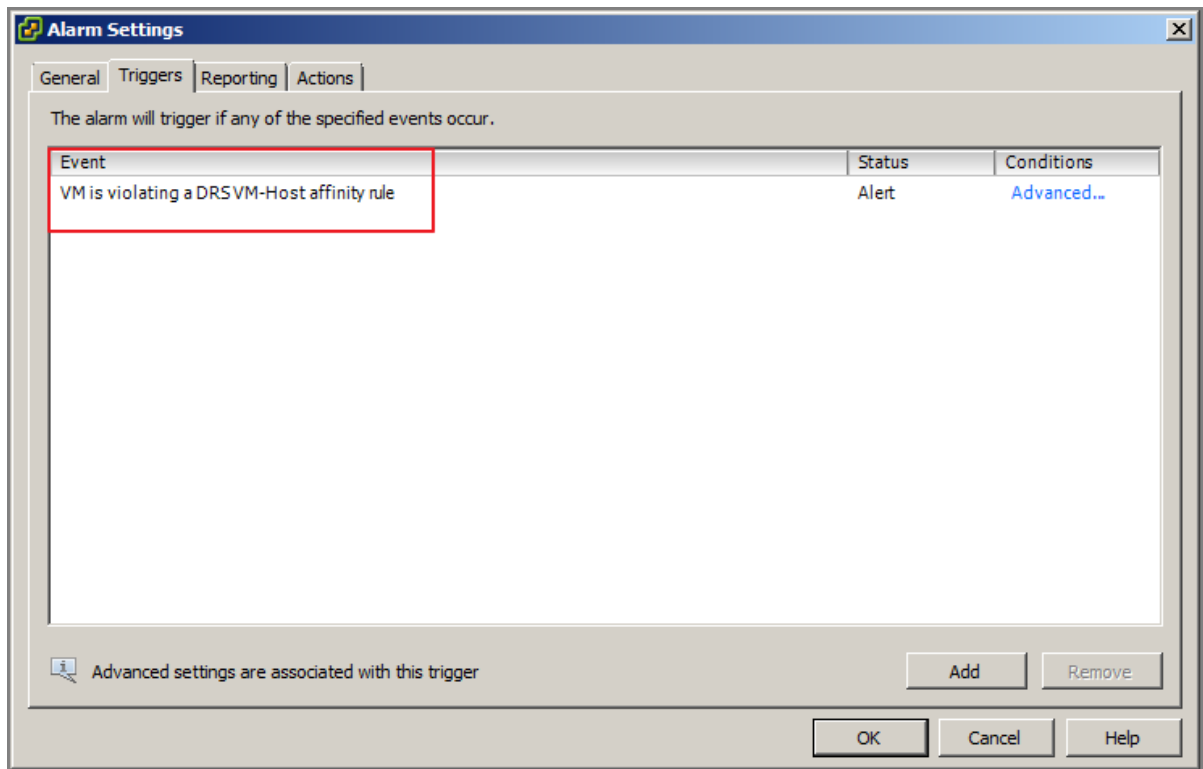 Alarm Settings
General Triggers Reporting Actions
The alarm will trigger if any of the specified events occur.
Event Status Conditions
VM is violating a DRS VM-Host affinity rule Alert Advanced...
Advanced settings are associated with this trigger Add Remove
OK Cancel Help